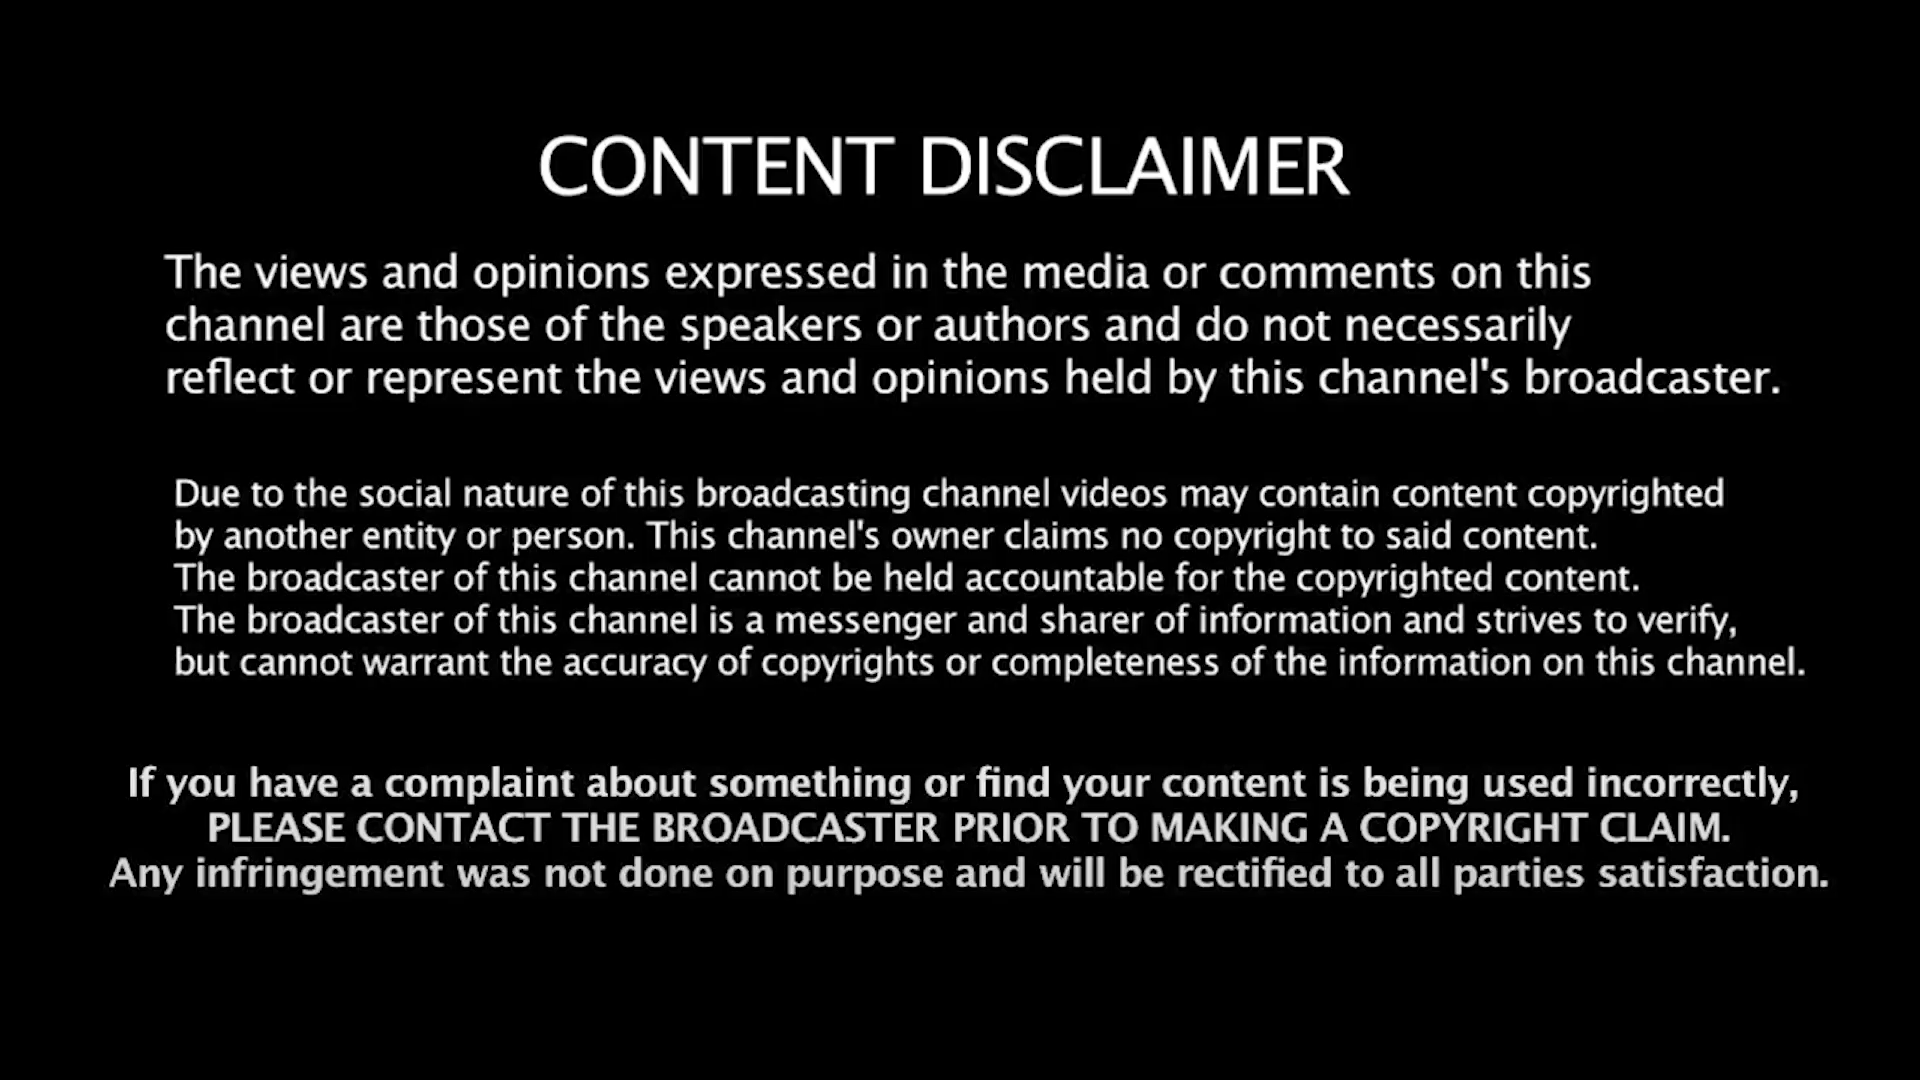 CONTENT DISCLAIMER
The views and opinions expressed in the media or comments on this
channel are those of the speakers or authors and do not necessarily
reflect or represent the views and opinions held by this channel's broadcaster.
Due to the social nature of this broadcasting channel videos may contain content copyrighted
by another entity or person. This channel's owner claims no copyright to said content.
The broadcaster of this channel cannot be held accountable for the copyrighted content.
The broadcaster of this channel is a messenger and sharer of information and strives to verify,
but cannot warrant the accuracy of copyrights or completeness of the information on this channel.
If you have a complaint about something or find your content is being used incorrectly,
PLEASE CONTACT THE BROADCASTER PRIOR TO MAKING A COPYRIGHT CLAIM.
Any infringement was not done on purpose and will be rectified to all parties satisfaction.